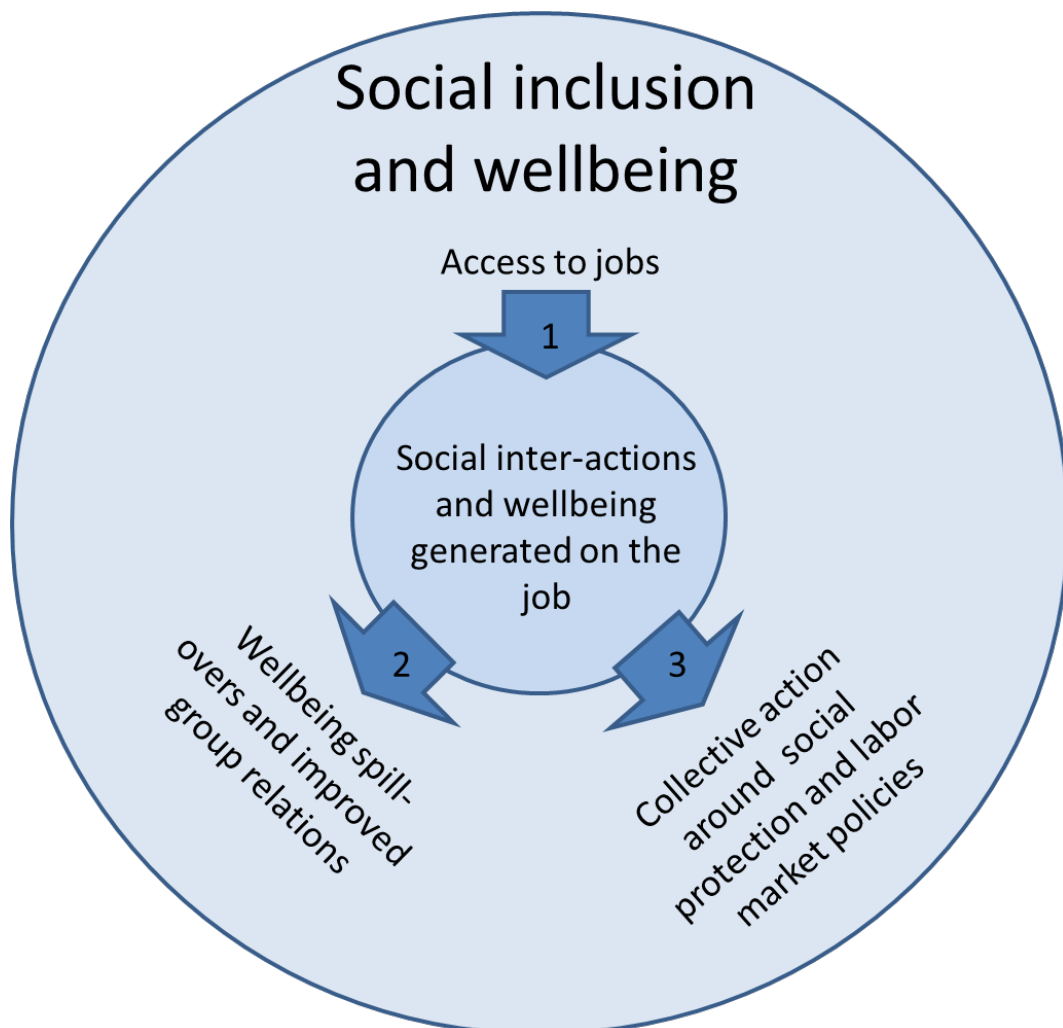 Social inclusion
and wellbeing
Access to jobs
1
Social inter-actions
and wellbeing
generated on the
job
2
3
Wellbeing spill-
overs and improved
group relations
Collective action
around social
protection and labor
market policies